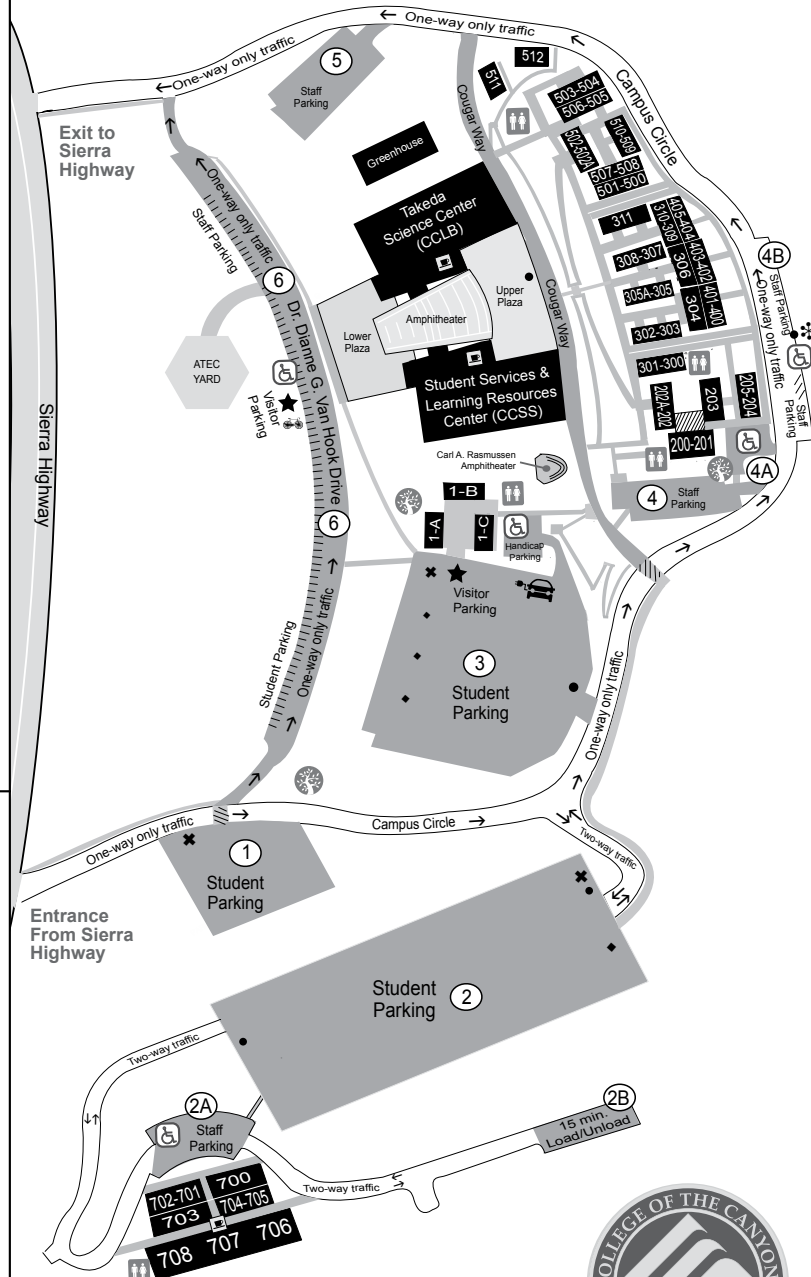 One-way only traffic
One-way only traffic
5
Staff
Parking
Exit to
Sierra
Highway
512
511
Campus Circle
Cougar Way
503-504
506-505
502-502A
510-509
507-508
501-500
Greenhouse
Takeda
Science Center
(CCLB)
One-way only traffic
Staff Parking
311
310-309
405-404
308-307
306
403-402
305A-305
304
401-400
302-303
301-300
4B
Staff Parking
One-way only traffic
Staff
Parking
Upper
Plaza
Amphitheater
Lower
Plaza
Cougar Way
6
Dr. Dianne G. Van Hook Drive
ATEC
YARD
Visitor
Parking
Student Services &
Learning Resources
Center (CCSS)
202A-202
203
205-204
200-201
4A
4
Staff
Parking
Sierra Highway
Carl A. Rasmussen
Amphitheater
1-B
1-A
1-C
Handicap
Parking
6
Visitor
Parking
Student Parking
One-way only traffic
3
Student
Parking
One-way only traffic
One-way only traffic
Campus Circle
Two-way traffic
1
Student
Parking
Entrance
From Sierra
Highway
Student
Parking
2
Two-way traffic
2A
Staff
Parking
2B
15 min.
Load/Unload
Two-way traffic
702-701
700
703
704-705
708
707
706
COLLEGE OF THE CANYON